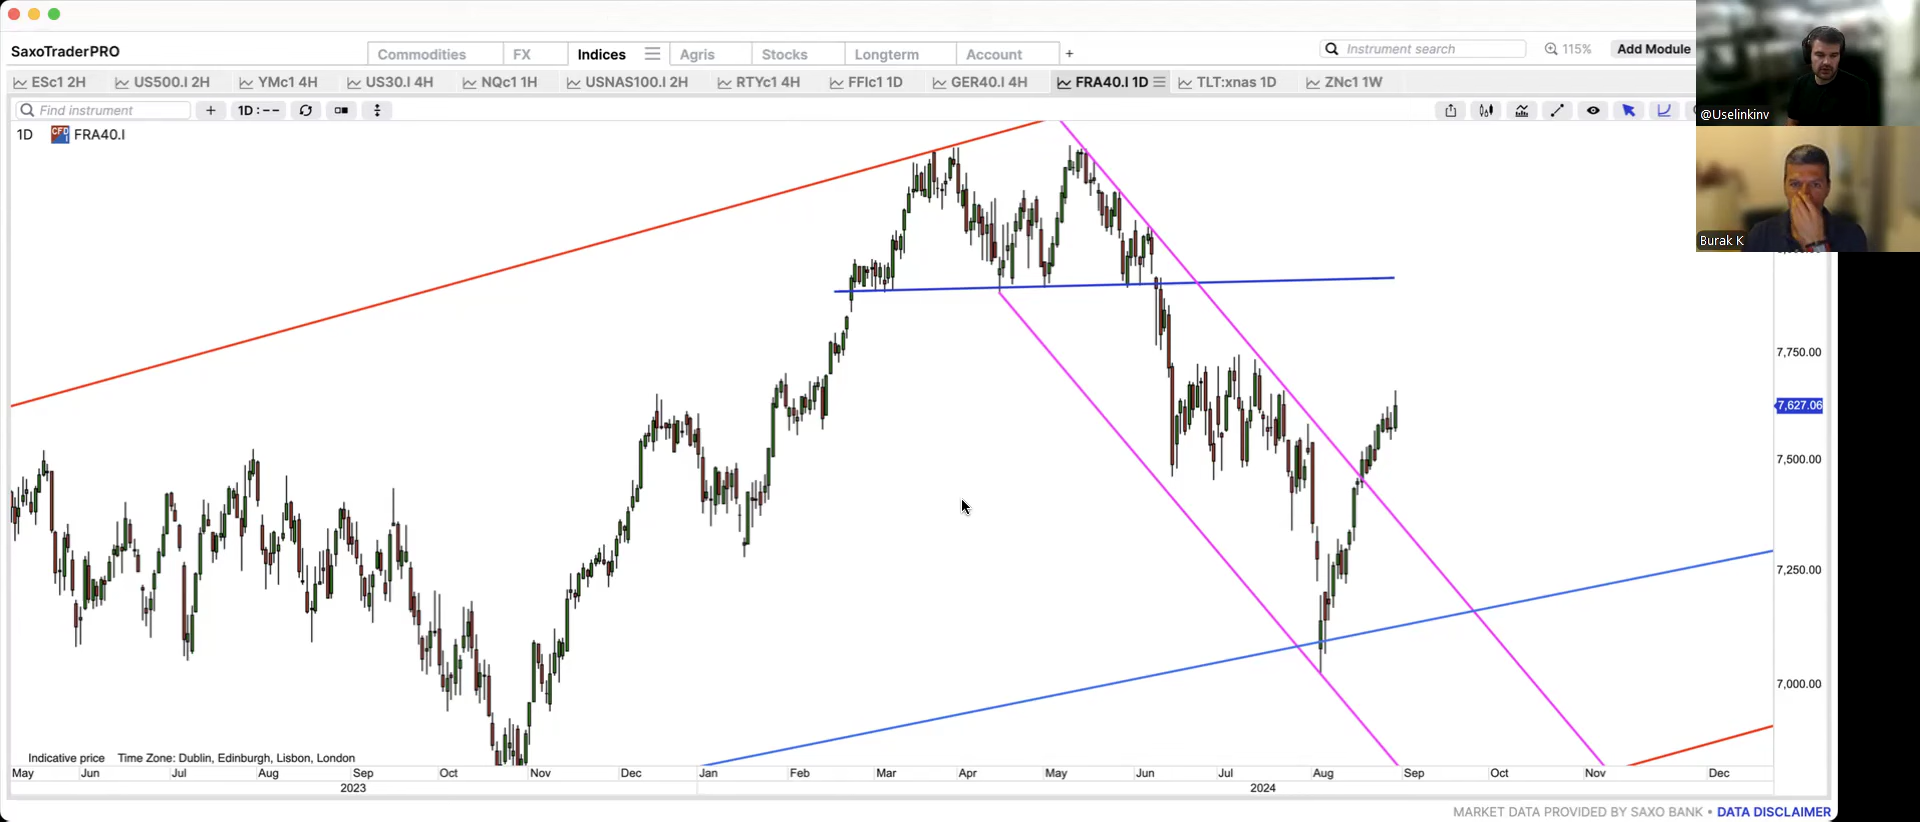 SaxoTraderPRO
Commodities FX Indices Agris Stocks Longterm Account +
Instrument search 115% Add Module
ESc1 2H US500.I 2H YMc1 4H US30.I 4H NQc1 1H USNAS100.I 2H RTYc1 4H FFIc1 1D GER40.I 4H FRA40.I 1D TLT:xnas 1D ZNc1 1W
Find instrument + 1D : --
@Uselinkinv
1D CFD FRA40.I
Burak K
7,750.00
7,627.06
7,500.00
7,250.00
7,000.00
Indicative price Time Zone: Dublin, Edinburgh, Lisbon, London
May Jun Jul Aug Sep Oct Nov Dec Jan Feb Mar Apr May Jun Jul Aug Sep Oct Nov Dec
2023 2024
MARKET DATA PROVIDED BY SAXO BANK • DATA DISCLAIMER